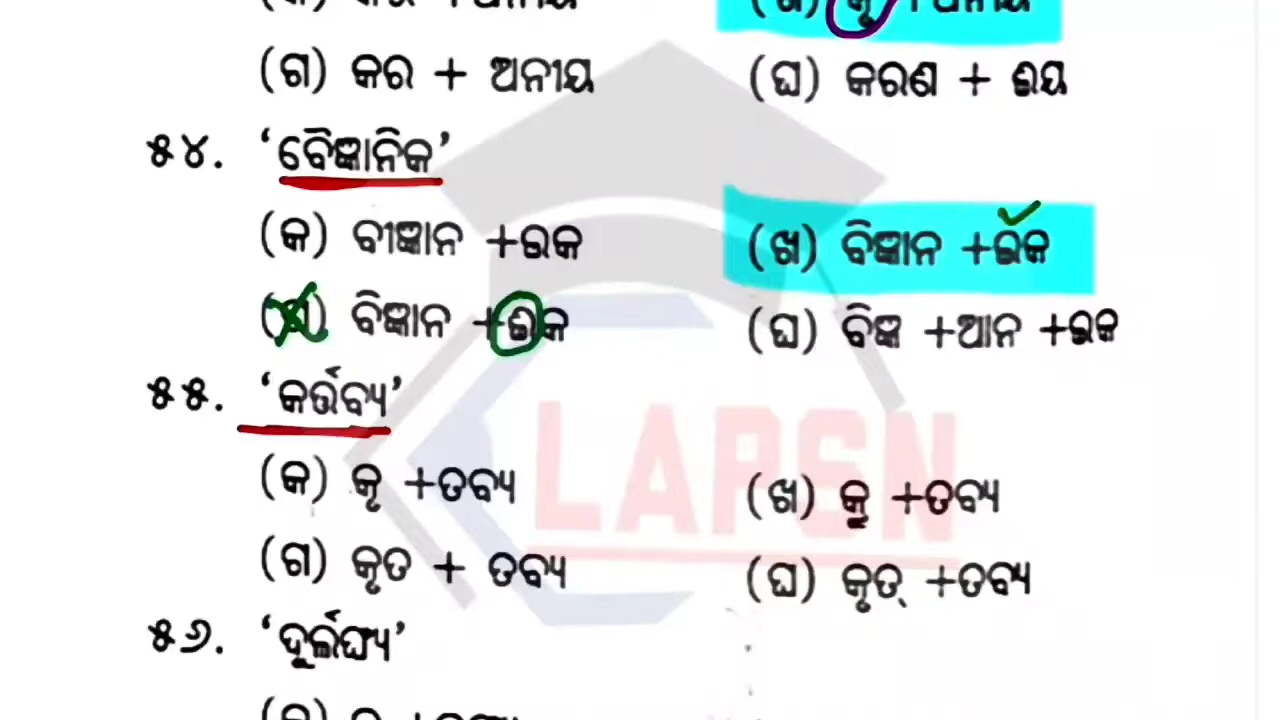 (ଗ) କର + ଅନୀୟ (ଘ) କରଣ + ଈୟ
୫୪. ‘ବୈଜ୍ଞାନିକ’
(କ) ବୀଜ୍ଞାନ +ଇକ (ଖ) ବିଜ୍ଞାନ +ଇକ
(ଗ) ବିଜ୍ଞାନ +ଈକ (ଘ) ବିଜ୍ଞ +ଆନ +ଇକ
୫୫. ‘କର୍ତ୍ତବ୍ୟ’
(କ) କୃ +ତବ୍ୟ (ଖ) କୁ +ତବ୍ୟ
(ଗ) କୃତ + ତବ୍ୟ (ଘ) କୃତ୍ +ତବ୍ୟ
LAPSN
୫୬. ‘ଦୁର୍ଲଂଘ୍ୟ’